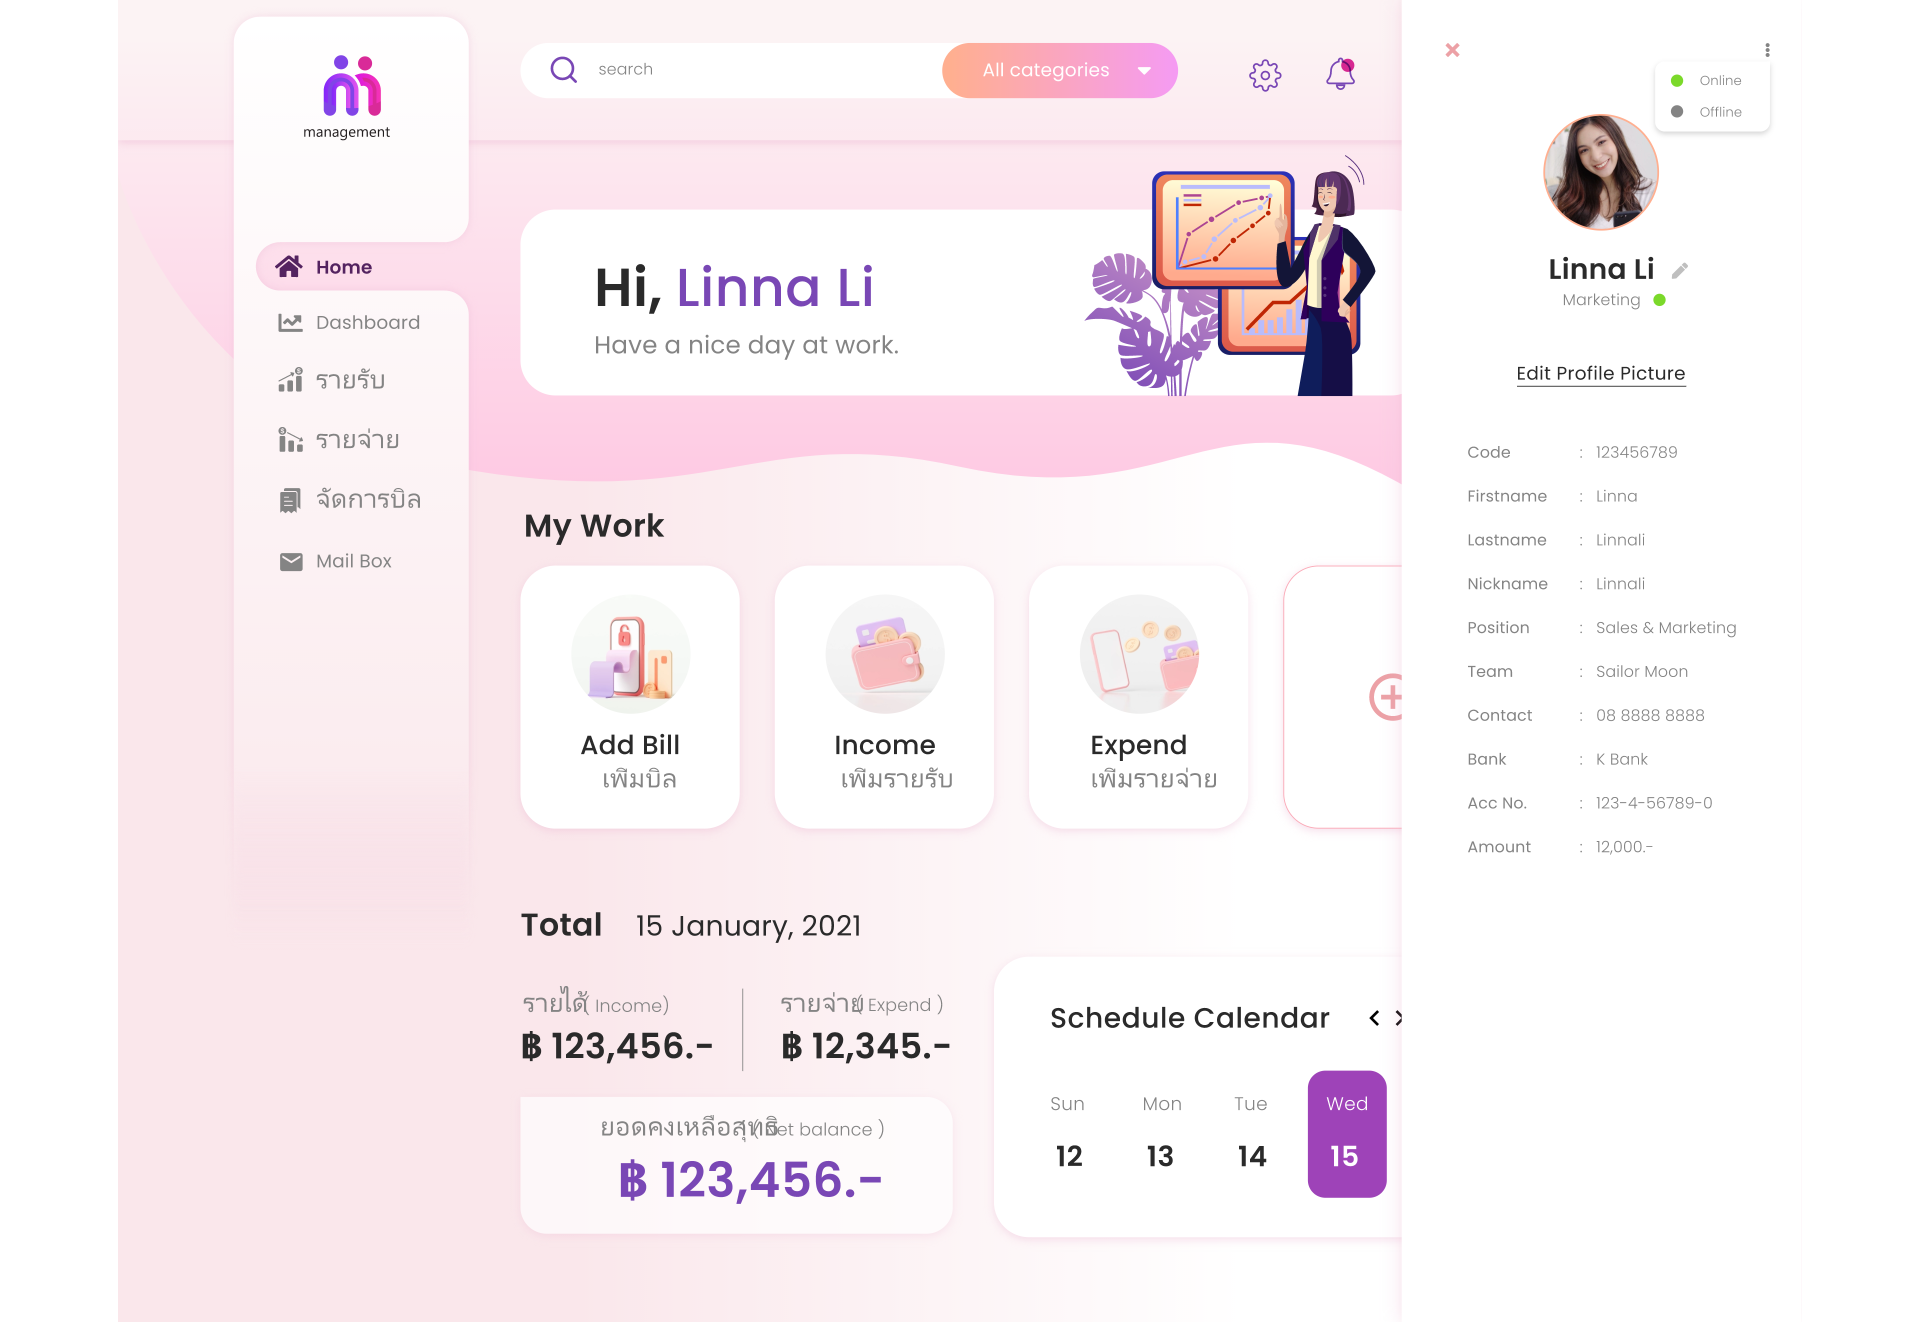 management
Home
Dashboard
รายรับ
รายจ่าย
จัดการบิล
Mail Box
search
All categories
Hi, Linna Li
Have a nice day at work.
My Work
Add Bill
เพิ่มบิล
Income
เพิ่มรายรับ
Expend
เพิ่มรายจ่าย
Total 15 January, 2021
รายได้ ( Income)
฿ 123,456.-
รายจ่าย ( Expend )
฿ 12,345.-
ยอดคงเหลือสุทธิ ( Net balance )
฿ 123,456.-
Schedule Calendar
Sun Mon Tue Wed
12 13 14 15
Online
Offline
Linna Li
Marketing
Edit Profile Picture
Code : 123456789
Firstname : Linna
Lastname : Linnali
Nickname : Linnali
Position : Sales & Marketing
Team : Sailor Moon
Contact : 08 8888 8888
Bank : K Bank
Acc No. : 123-4-56789-0
Amount : 12,000.-